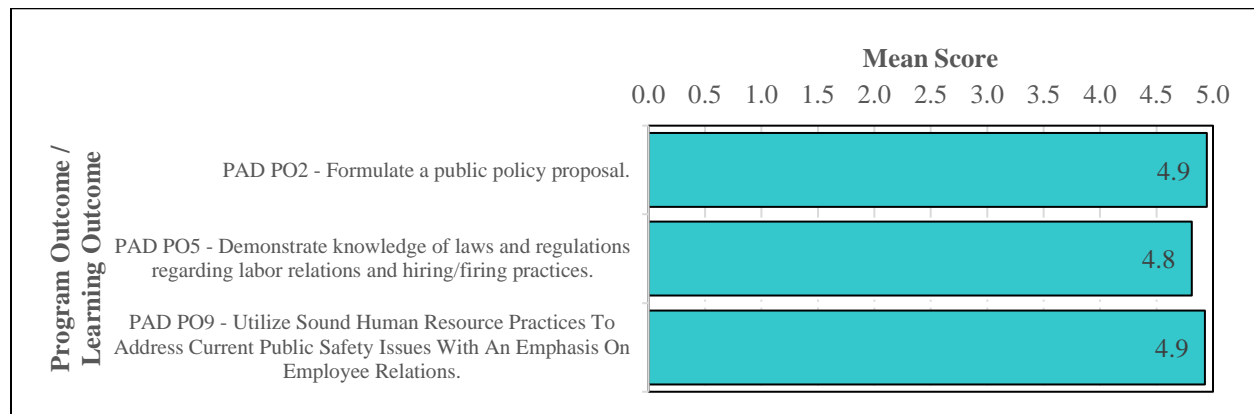 Mean Score
0.0 0.5 1.0 1.5 2.0 2.5 3.0 3.5 4.0 4.5 5.0
Program Outcome /
Learning Outcome
PAD PO2 - Formulate a public policy proposal.
4.9
PAD PO5 - Demonstrate knowledge of laws and regulations
regarding labor relations and hiring/firing practices.
4.8
PAD PO9 - Utilize Sound Human Resource Practices To
Address Current Public Safety Issues With An Emphasis On
Employee Relations.
4.9